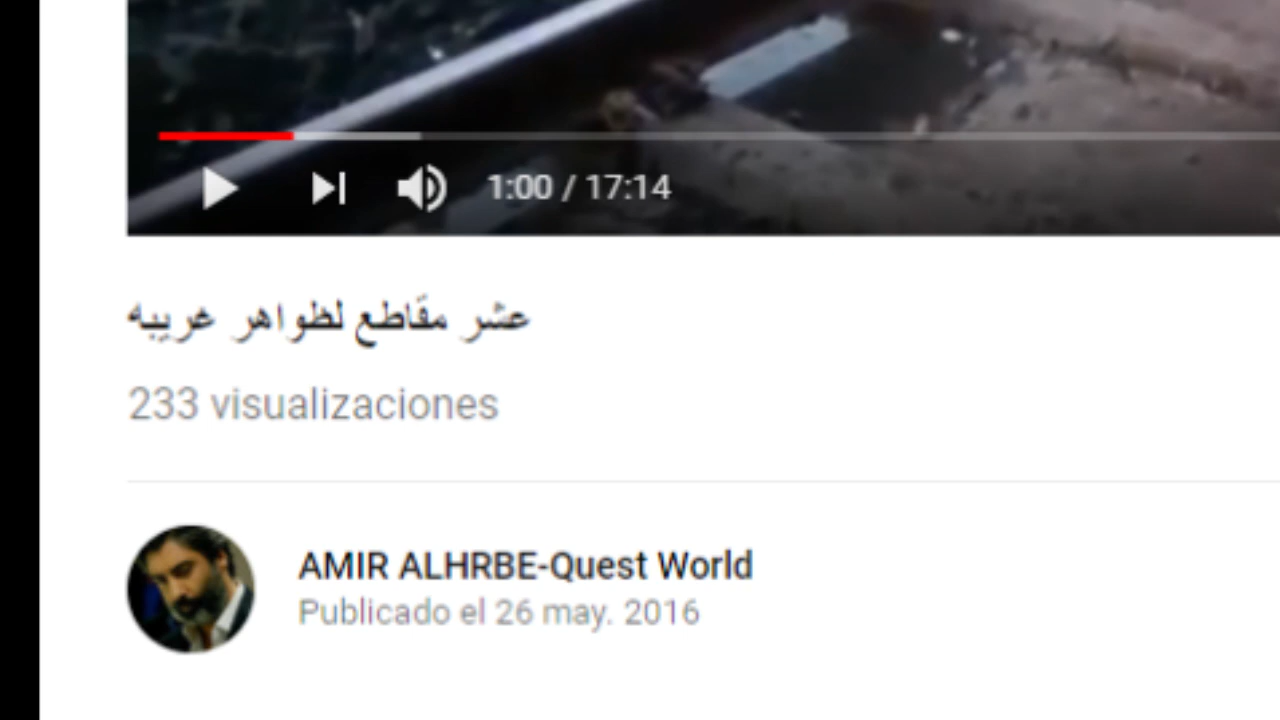 1:00 / 17:14
عشر مقاطع لظواهر غريبه
233 visualizaciones
AMIR ALHRBE-Quest World
Publicado el 26 may. 2016